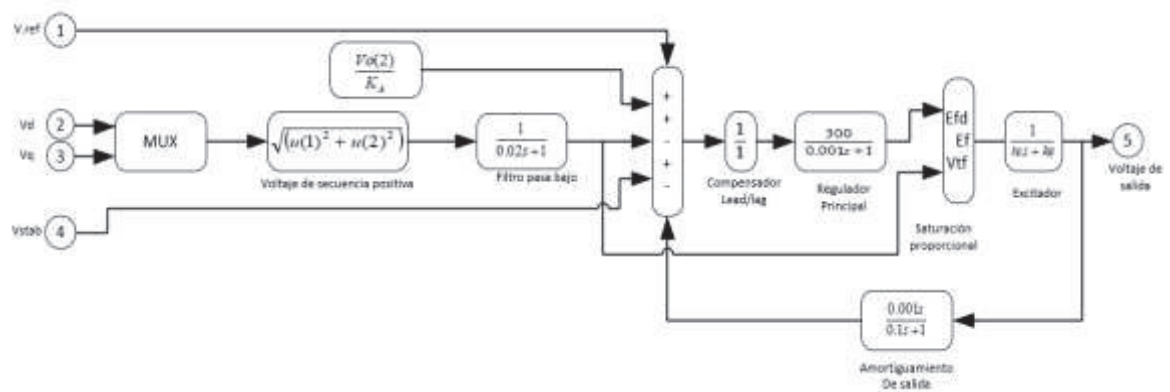 V.ref 1
Vo(2)
K_A
Vd 2
Vq 3
MUX
√(u(1)² + u(2)²)
Voltaje de secuencia positiva
1
0.02s+1
Filtro pasa bajo
Vstab 4
+
+
-
+
-
1
1
Compensador
Lead/lag
300
0.001s + 1
Regulador
Principal
Efd
Ef
Vtf
Saturación
proporcional
1
Excitador
5
Voltaje de
salida
0.001s
0.1s+1
Amortiguamiento
De salida